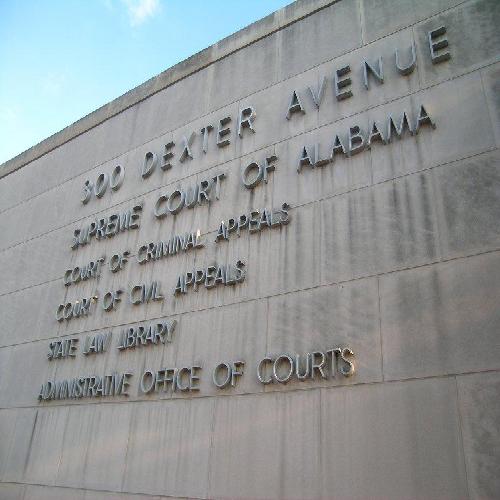 300 DEXTER AVENUE
SUPREME COURT OF ALABAMA
COURT OF CRIMINAL APPEALS
COURT OF CIVIL APPEALS
STATE LAW LIBRARY
ADMINISTRATIVE OFFICE OF COURTS